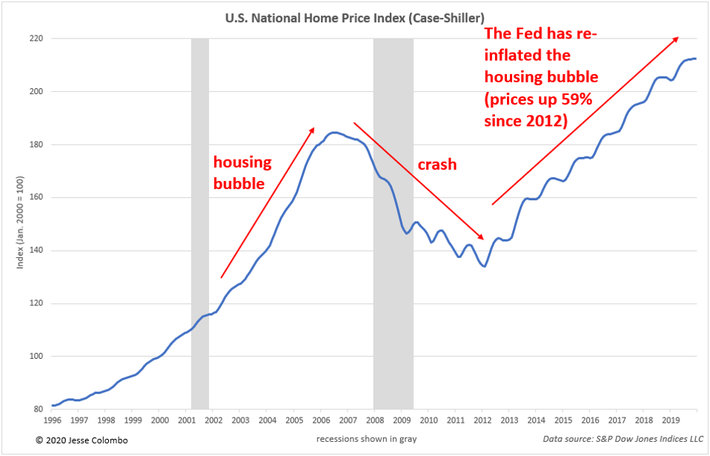 U.S. National Home Price Index (Case-Shiller)
The Fed has re-
inflated the
housing bubble
(prices up 59%
since 2012)
housing
bubble
crash
Index (Jan. 2000 = 100)
220
200
180
160
140
120
100
80
1996 1997 1998 1999 2000 2001 2002 2003 2004 2005 2006 2007 2008 2009 2010 2011 2012 2013 2014 2015 2016 2017 2018 2019
© 2020 Jesse Colombo
recessions shown in gray
Data source: S&P Dow Jones Indices LLC